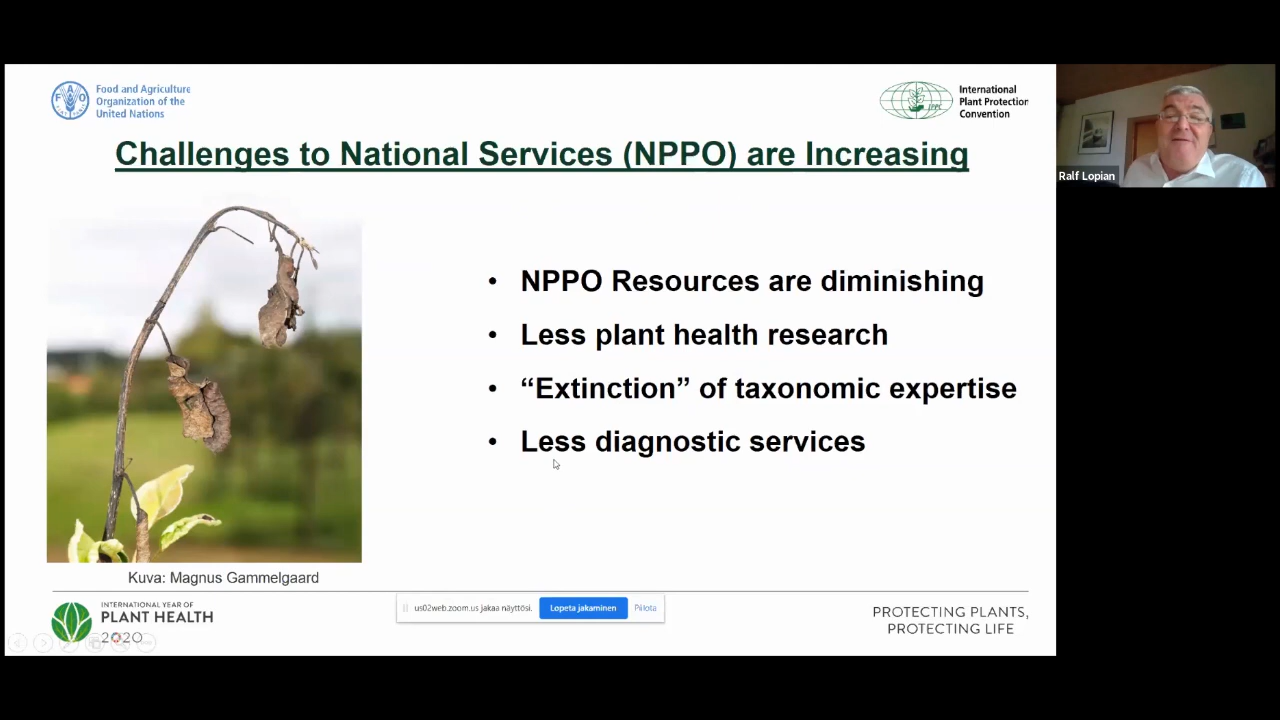 Food and Agriculture
Organization of the
United Nations
International
Plant Protection
Convention
Challenges to National Services (NPPO) are Increasing
Ralf Lopian
• NPPO Resources are diminishing
• Less plant health research
• “Extinction” of taxonomic expertise
• Less diagnostic services
Kuva: Magnus Gammelgaard
INTERNATIONAL YEAR OF
PLANT HEALTH
2020
us02web.zoom.us jakaa näyttösi.
Lopeta jakaminen
Piilota
PROTECTING PLANTS,
PROTECTING LIFE